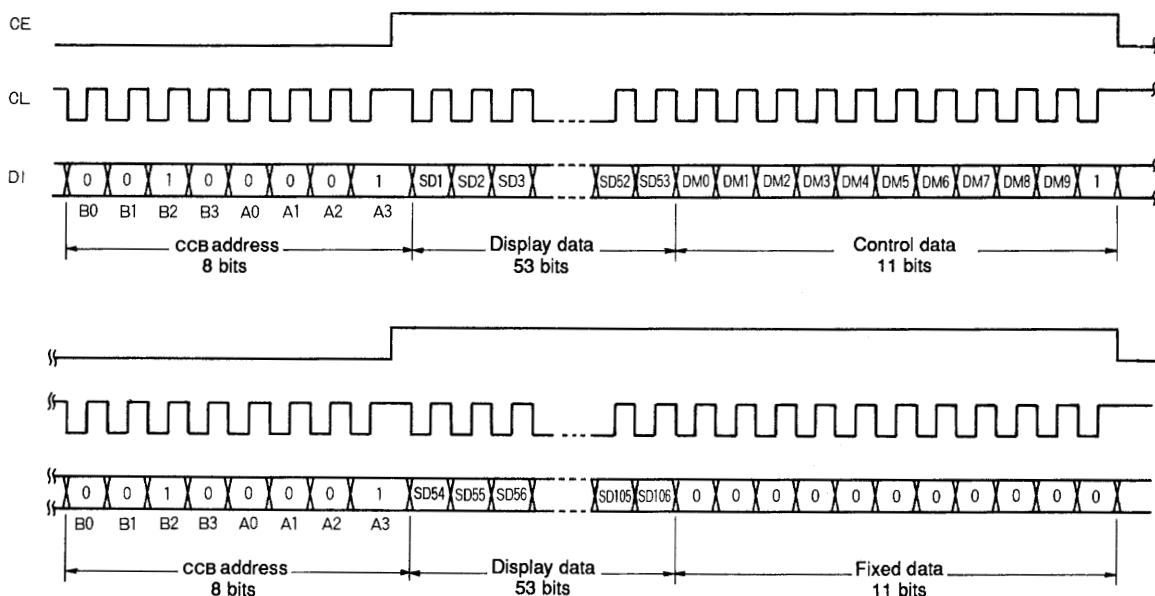 CE
CL
DI 0 0 1 0 0 0 0 1 SD1 SD2 SD3 SD52 SD53 DM0 DM1 DM2 DM3 DM4 DM5 DM6 DM7 DM8 DM9 1
B0 B1 B2 B3 A0 A1 A2 A3
CCB address Display data Control data
8 bits 53 bits 11 bits
0 0 1 0 0 0 0 1 SD54 SD55 SD56 SD105 SD106 0 0 0 0 0 0 0 0 0 0 0
B0 B1 B2 B3 A0 A1 A2 A3
CCB address Display data Fixed data
8 bits 53 bits 11 bits